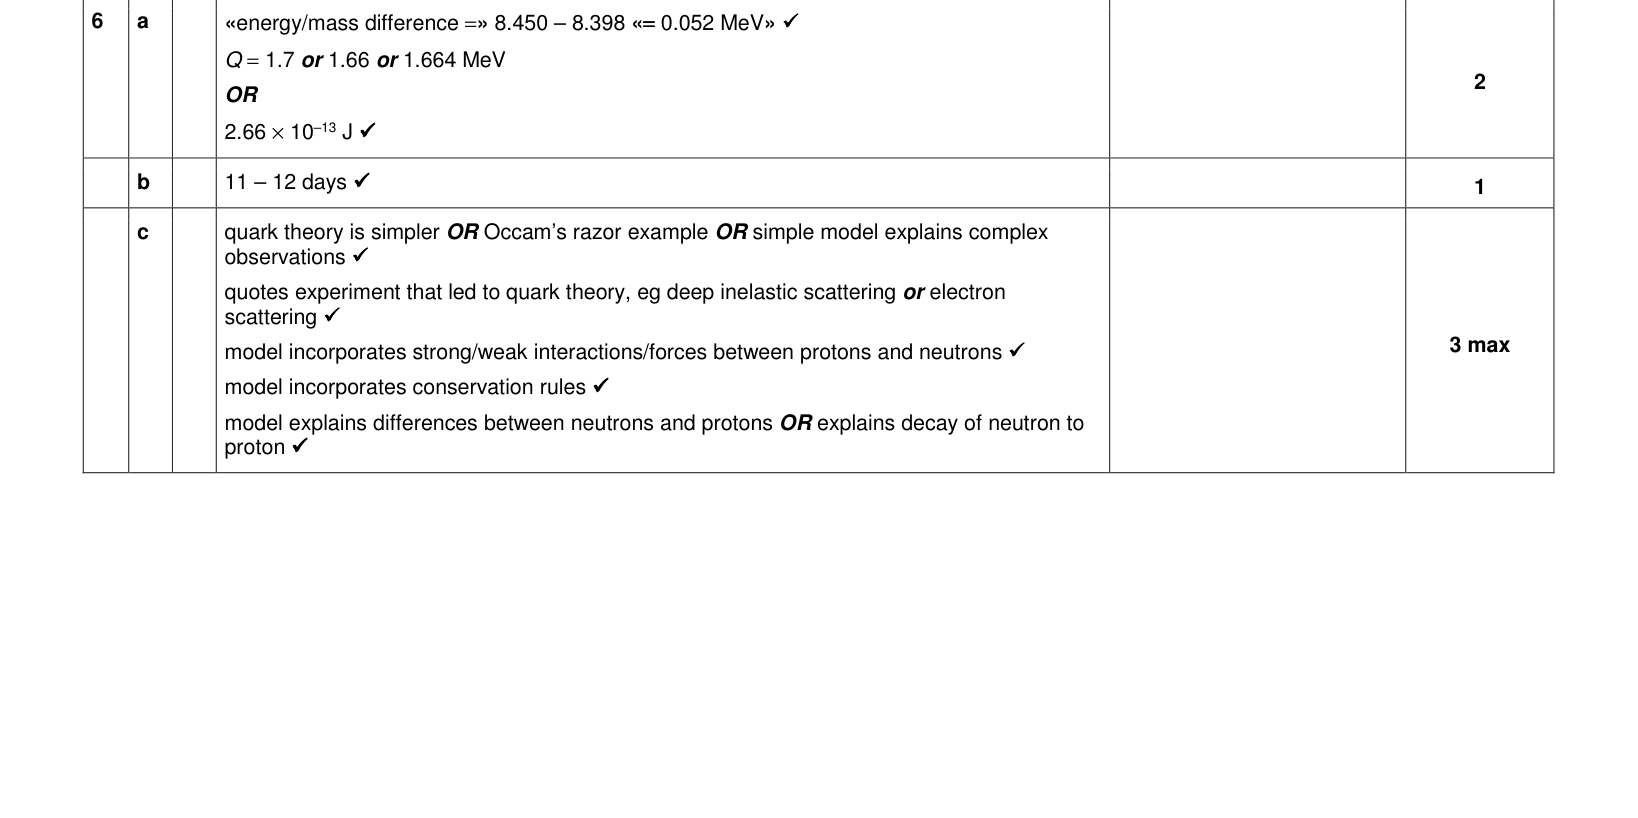 6 a «energy/mass difference =» 8.450 – 8.398 «= 0.052 MeV» ✓
Q = 1.7 or 1.66 or 1.664 MeV
OR
2.66 × 10⁻¹³ J ✓
2
b 11 – 12 days ✓ 1
c quark theory is simpler OR Occam’s razor example OR simple model explains complex
observations ✓
quotes experiment that led to quark theory, eg deep inelastic scattering or electron
scattering ✓
model incorporates strong/weak interactions/forces between protons and neutrons ✓
model incorporates conservation rules ✓
model explains differences between neutrons and protons OR explains decay of neutron to
proton ✓
3 max